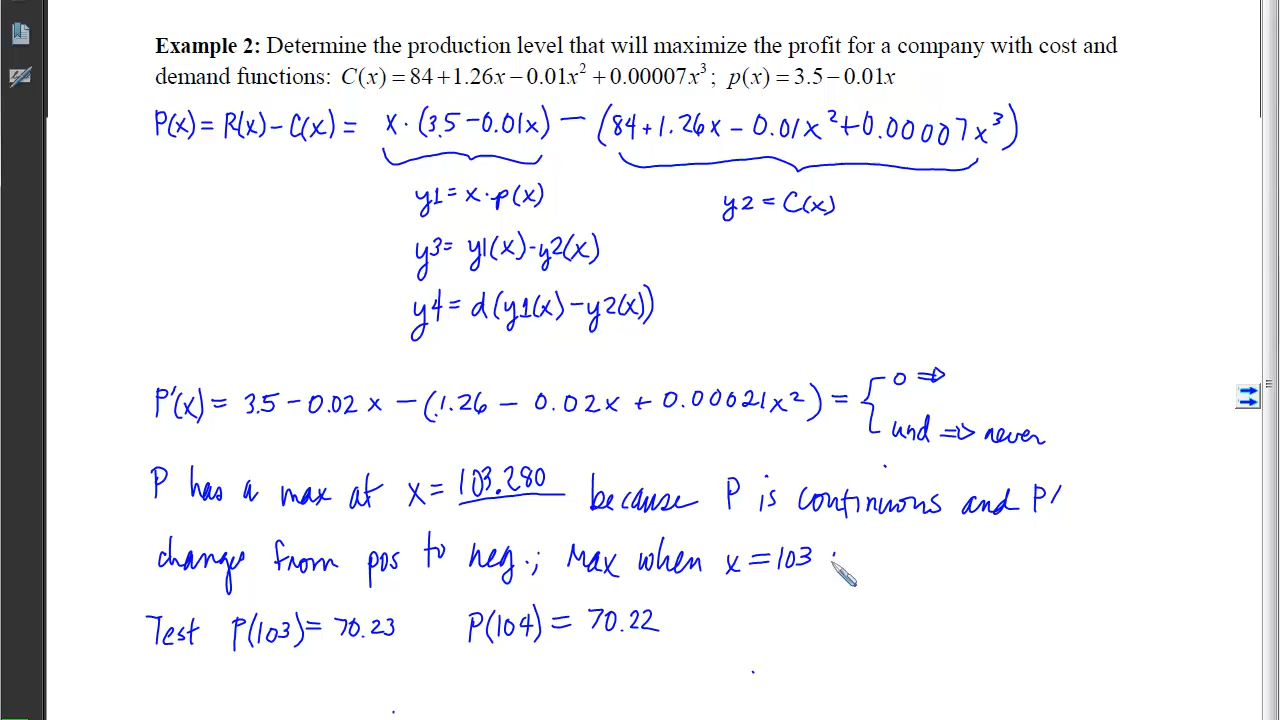 Example 2: Determine the production level that will maximize the profit for a company with cost and
demand functions: C(x) = 84 + 1.26x − 0.01x² + 0.00007x³; p(x) = 3.5 − 0.01x
P(x) = R(x) − C(x) = x · (3.5 − 0.01x) − (84 + 1.26x − 0.01x² + 0.00007x³)
y1 = x · p(x) y2 = C(x)
y3 = y1(x) − y2(x)
y4 = d(y1(x) − y2(x))
0 ⇒
P'(x) = 3.5 − 0.02x − (1.26 − 0.02x + 0.00021x²) = {
und ⇒ never
P has a max at x = 103.280 because P is continuous and P'
changes from pos to neg.; Max when x = 103
Test P(103) = 70.23 P(104) = 70.22